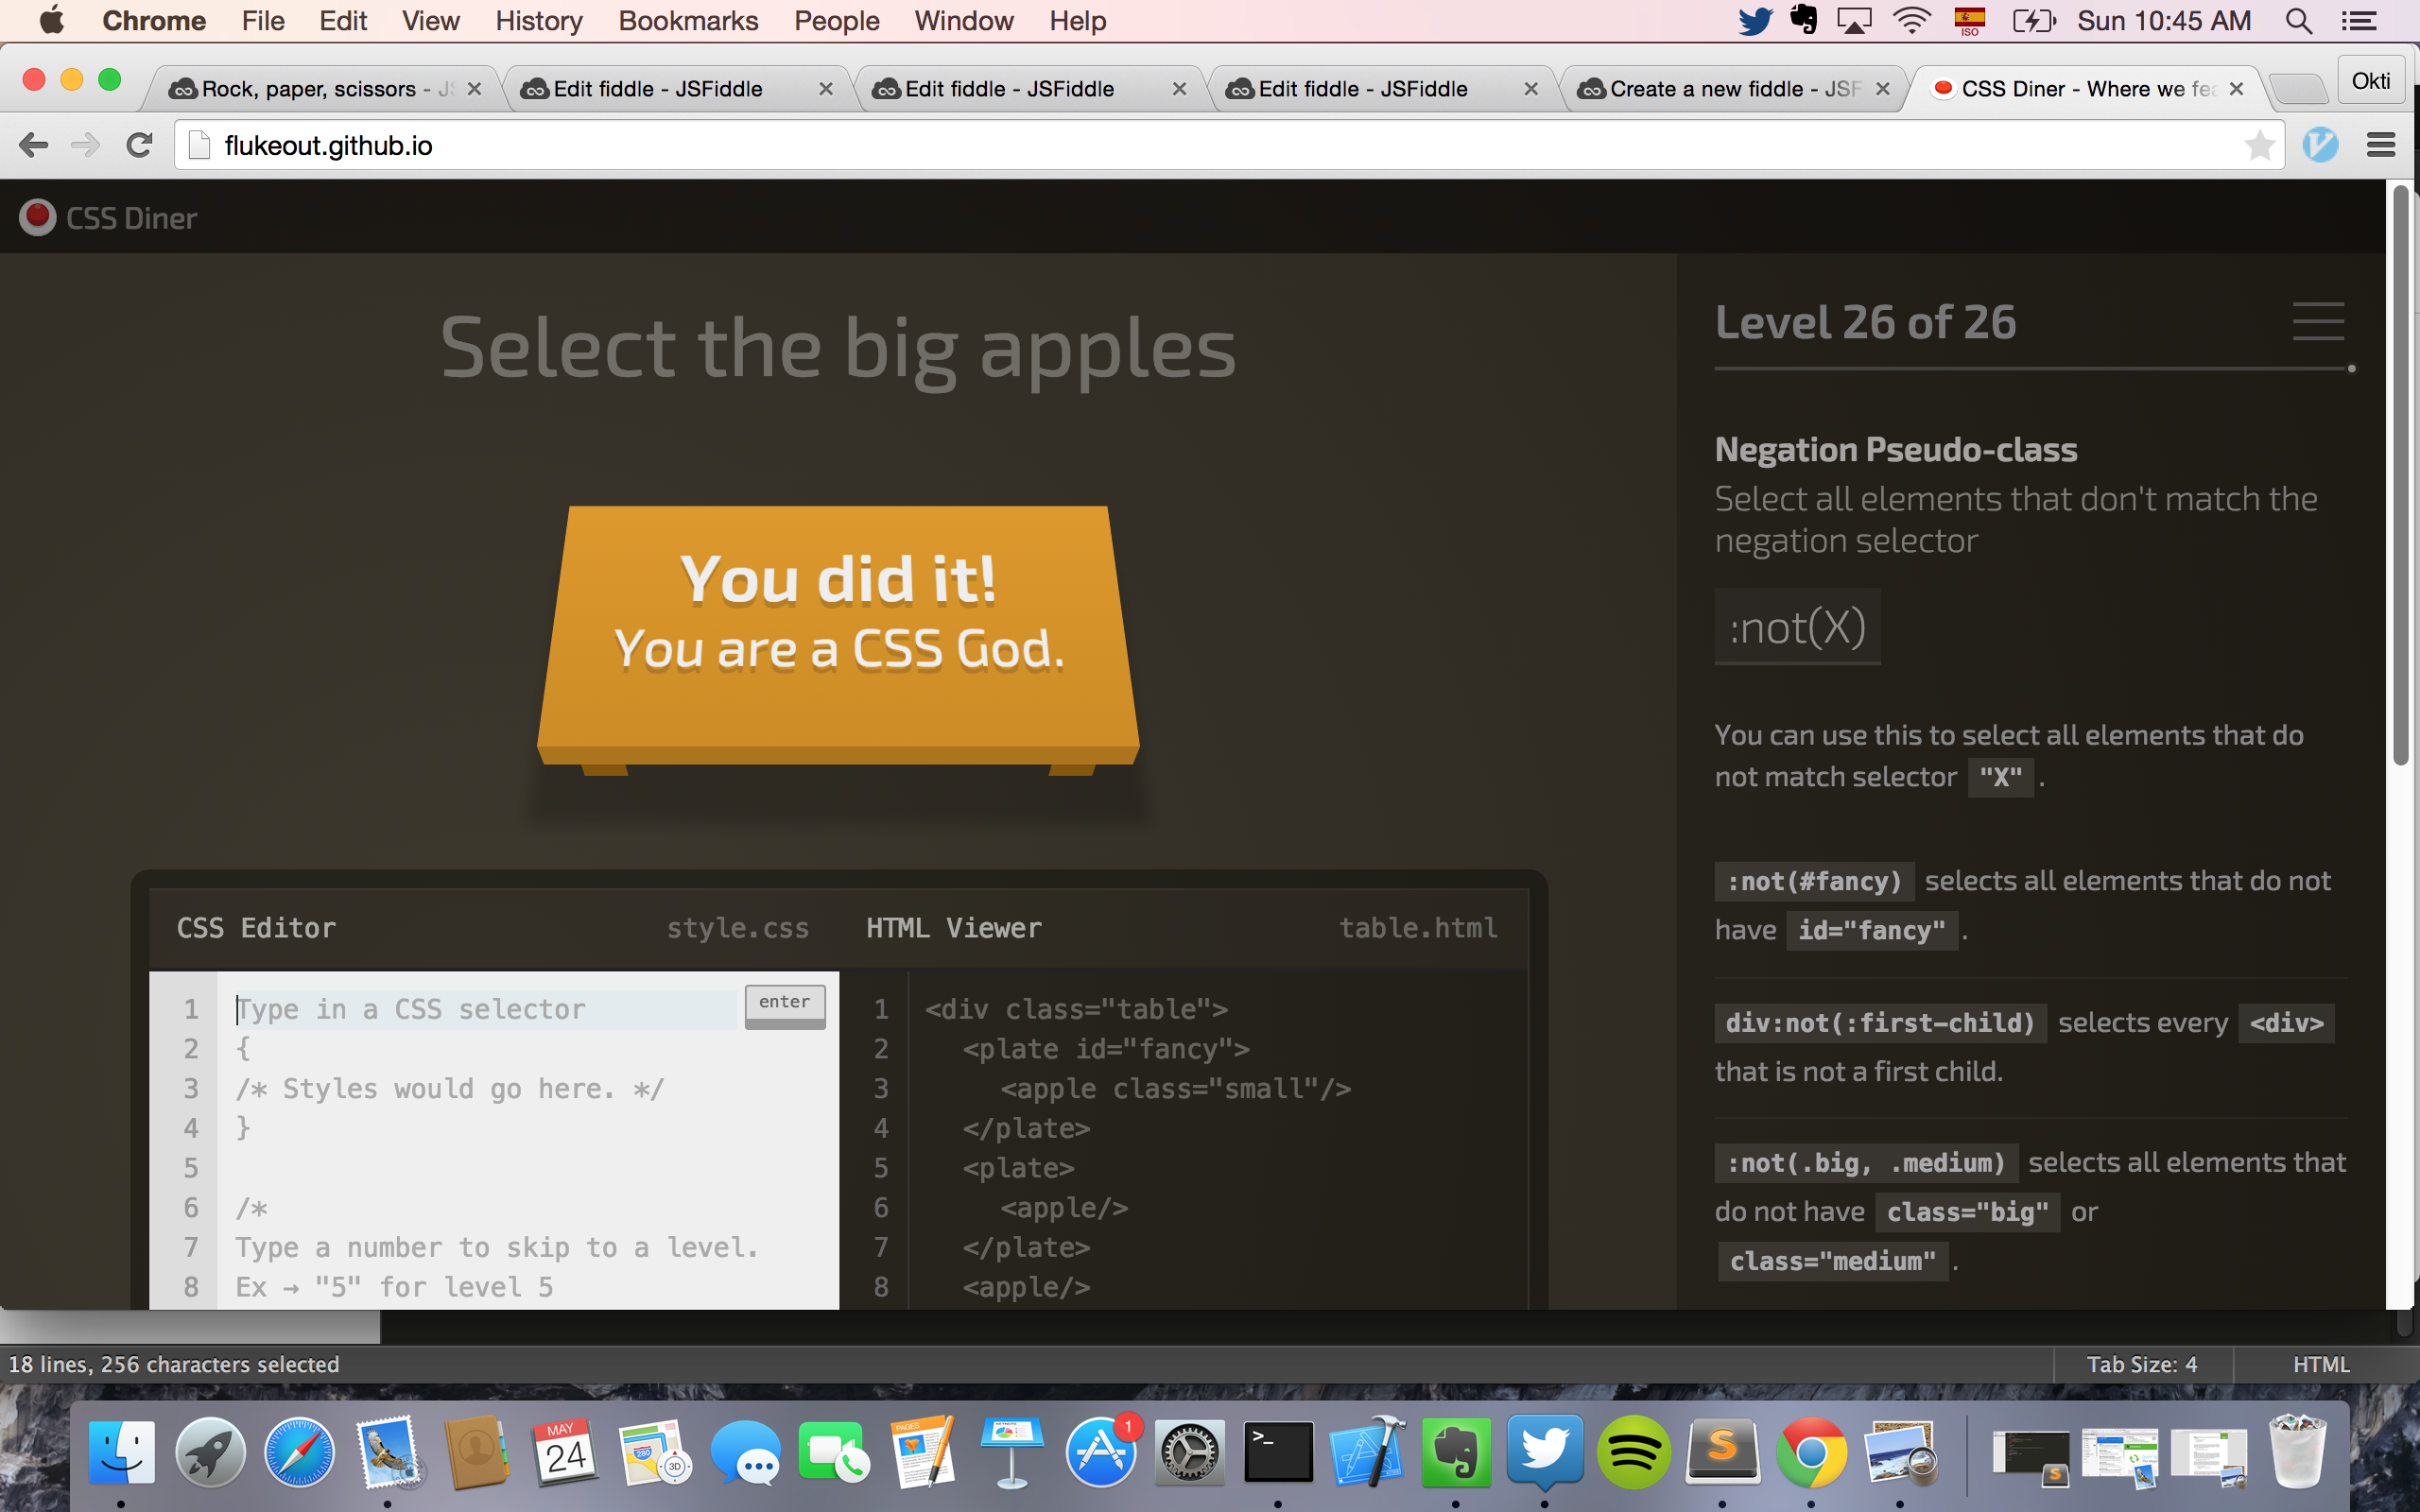 Chrome File Edit View History Bookmarks People Window Help ISO Sun 10:45 AM
Rock, paper, scissors - JS
Edit fiddle - JSFiddle
Edit fiddle - JSFiddle
Edit fiddle - JSFiddle
Create a new fiddle - JSF
CSS Diner - Where we fea
Okti
flukeout.github.io
CSS Diner
Select the big apples
You did it!
You are a CSS God.
CSS Editor style.css
1 Type in a CSS selector enter
2 {
3 /* Styles would go here. */
4 }
5
6 /*
7 Type a number to skip to a level.
8 Ex → "5" for level 5
HTML Viewer table.html
1 <div class="table">
2 <plate id="fancy">
3 <apple class="small"/>
4 </plate>
5 <plate>
6 <apple/>
7 </plate>
8 <apple/>
Level 26 of 26
Negation Pseudo-class
Select all elements that don't match the
negation selector
:not(X)
You can use this to select all elements that do
not match selector "X" .
:not(#fancy) selects all elements that do not
have id="fancy" .
div:not(:first-child) selects every <div>
that is not a first child.
:not(.big, .medium) selects all elements that
do not have class="big" or
class="medium" .
18 lines, 256 characters selected Tab Size: 4 HTML
MAY
24
280
3D
PAGES
1
>_
S